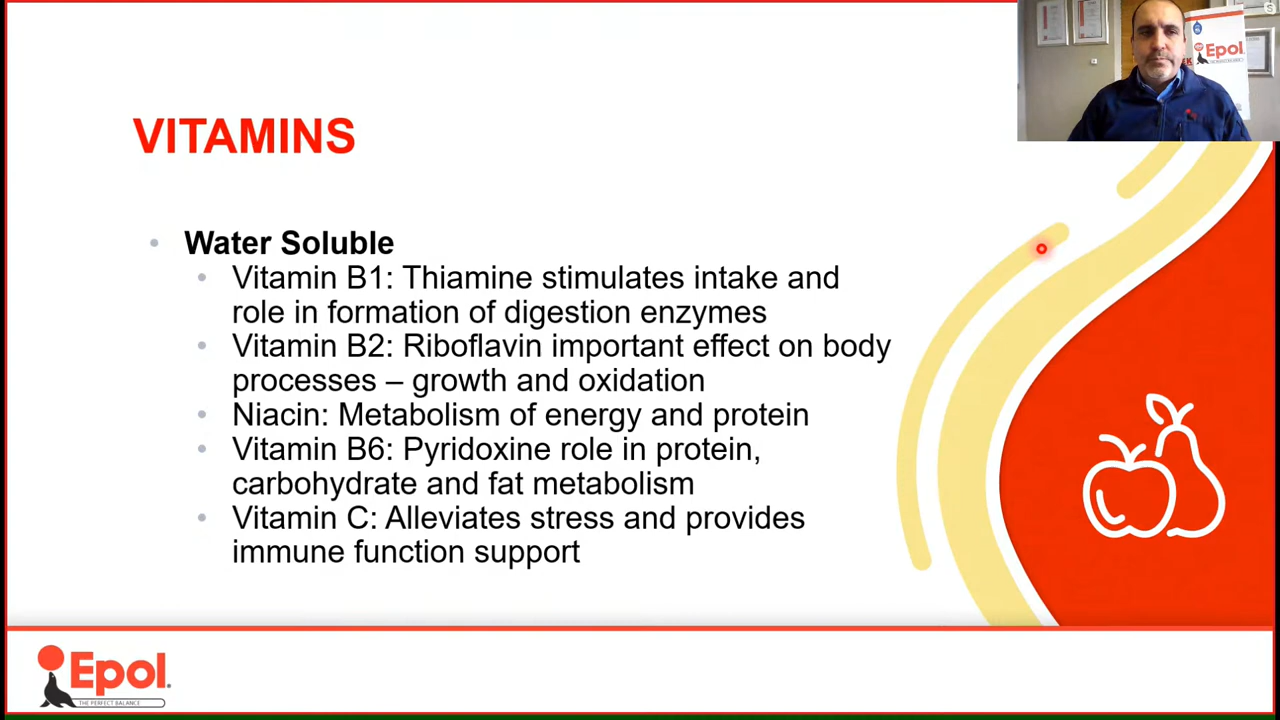 VITAMINS
Water Soluble
Vitamin B1: Thiamine stimulates intake and
role in formation of digestion enzymes
Vitamin B2: Riboflavin important effect on body
processes – growth and oxidation
Niacin: Metabolism of energy and protein
Vitamin B6: Pyridoxine role in protein,
carbohydrate and fat metabolism
Vitamin C: Alleviates stress and provides
immune function support
Epol
Epol.
THE PERFECT BALANCE